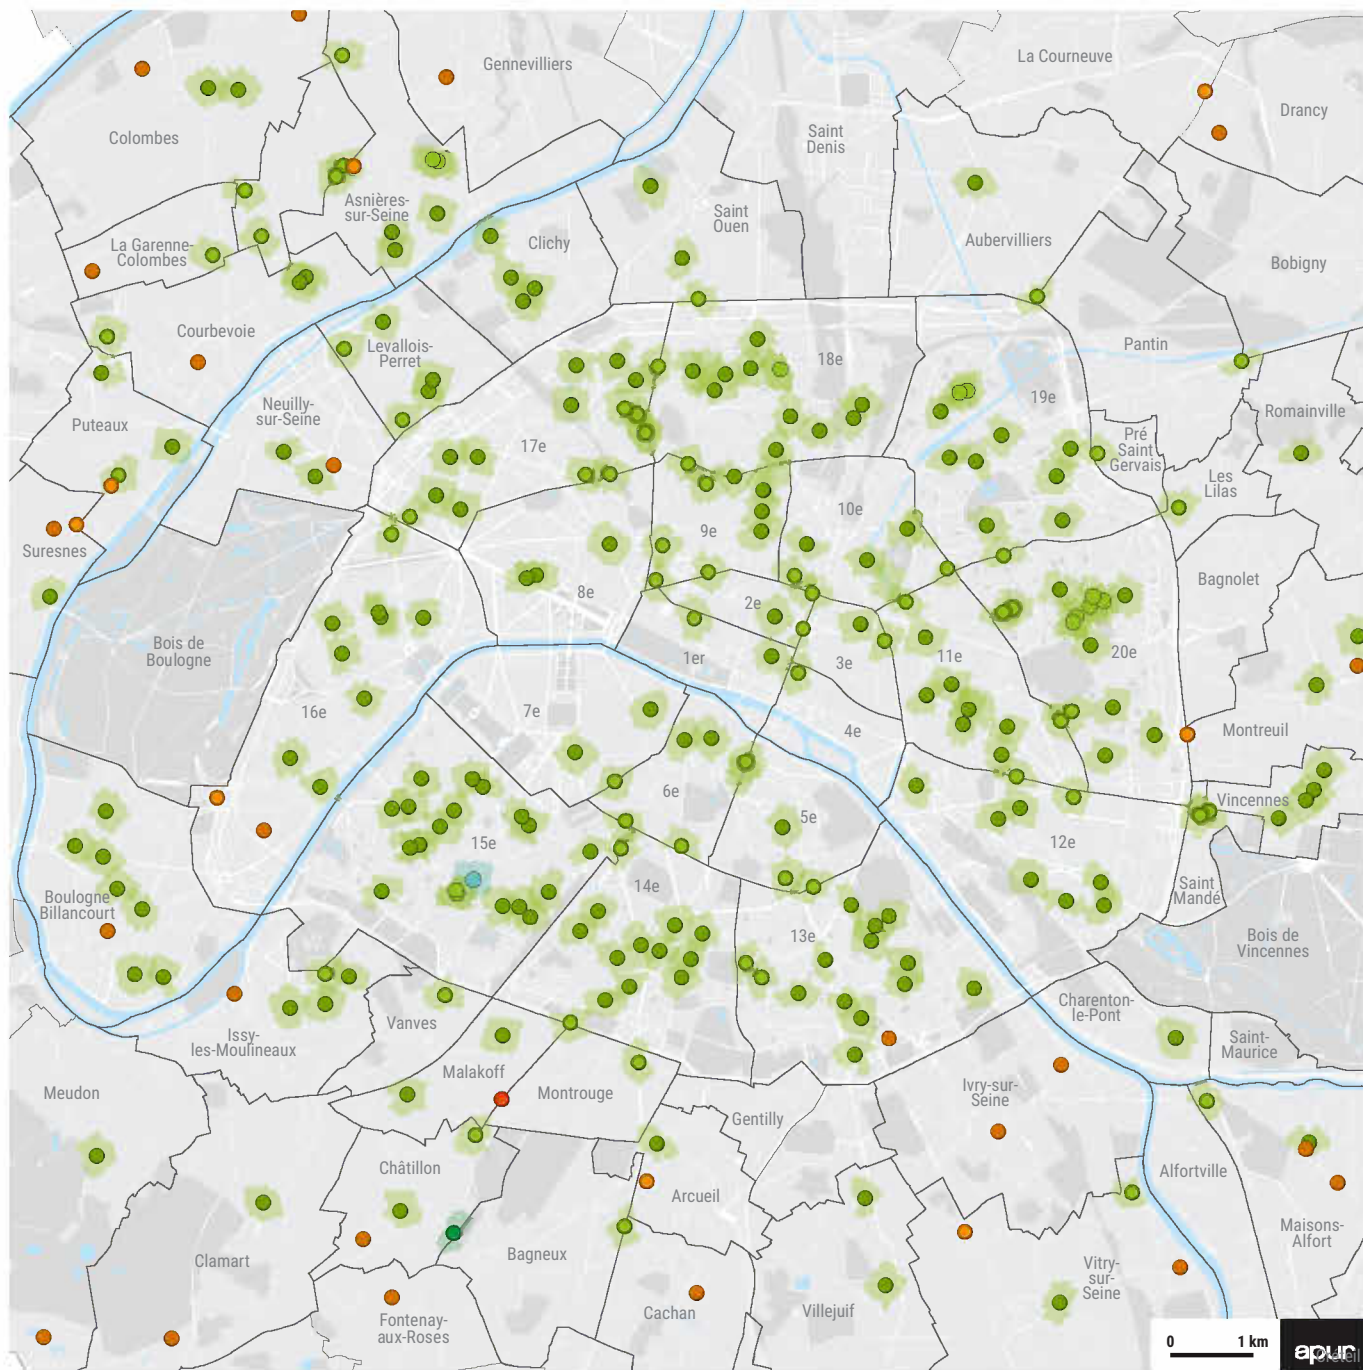 La Courneuve
Gennevilliers
Drancy
Colombes
Saint
Denis
Asnières-
sur-Seine
Saint
Ouen
Aubervilliers
La Garenne-
Colombes
Clichy
Bobigny
Courbevoie
Levallois-
Perret
18e
Pantin
19e
Neuilly-
sur-Seine
Romainville
Puteaux
17e
Pré
Saint
Gervais
Les
Lilas
10e
9e
Suresnes
Bagnolet
8e
2e
Bois de
Boulogne
1er
3e
11e
20e
16e
7e
4e
Montreuil
6e
Vincennes
5e
15e
12e
14e
Saint
Mandé
Boulogne
Billancourt
13e
Bois de
Vincennes
Charenton-
le-Pont
Vanves
Issy-
les-Moulineaux
Saint-
Maurice
Malakoff
Meudon
Montrouge
Ivry-sur-
Seine
Gentilly
Châtillon
Alfortville
Arcueil
Maisons-
Alfort
Clamart
Bagneux
Vitry-
sur-
Seine
Cachan
Villejuif
Fontenay-
aux-Roses
0 1 km
apur
Créteil